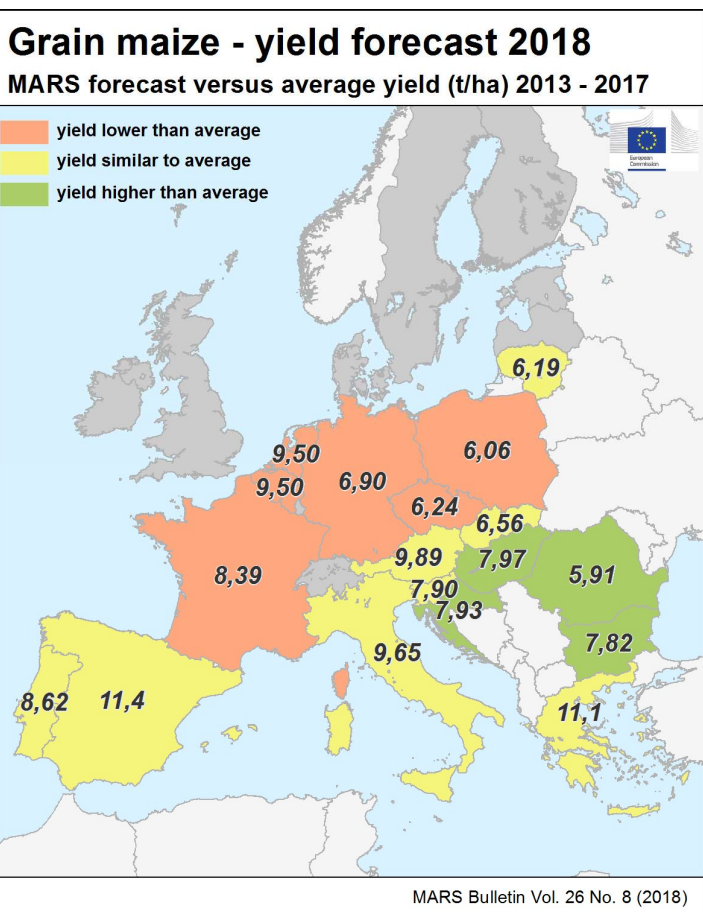 Grain maize - yield forecast 2018
MARS forecast versus average yield (t/ha) 2013 - 2017
yield lower than average
yield similar to average
yield higher than average
European
Commission
6,19
9,50
6,06
9,50
6,90
6,24
6,56
9,89
7,97
8,39
5,91
7,90
7,93
7,82
9,65
8,62
11,4
11,1
MARS Bulletin Vol. 26 No. 8 (2018)